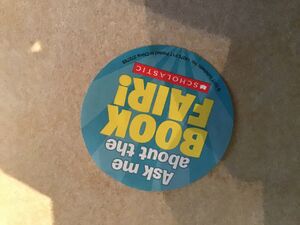 Ask me
about the
BOOK
FAIR!
SCHOLASTIC